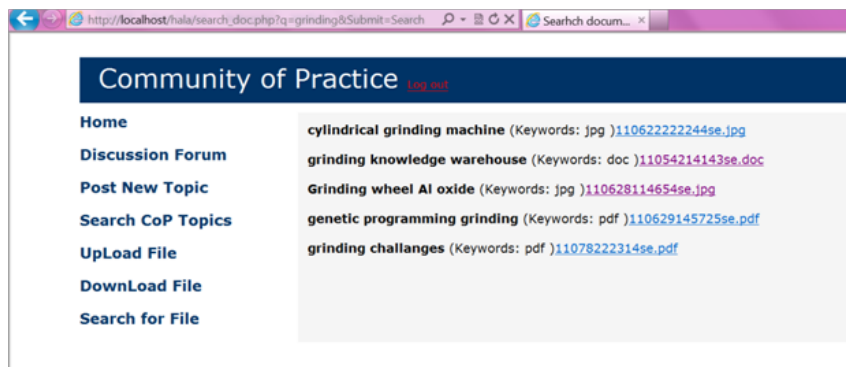 http://localhost/hala/search_doc.php?q=grinding&Submit=Search
Searhch docum...
Community of Practice Log out
Home
Discussion Forum
Post New Topic
Search CoP Topics
UpLoad File
DownLoad File
Search for File
cylindrical grinding machine (Keywords: jpg )110622222244se.jpg
grinding knowledge warehouse (Keywords: doc )11054214143se.doc
Grinding wheel Al oxide (Keywords: jpg )110628114654se.jpg
genetic programming grinding (Keywords: pdf )110629145725se.pdf
grinding challanges (Keywords: pdf )11078222314se.pdf